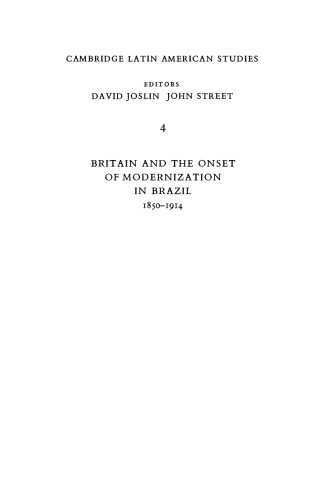 CAMBRIDGE LATIN AMERICAN STUDIES
EDITORS
DAVID JOSLIN JOHN STREET
4
BRITAIN AND THE ONSET
OF MODERNIZATION
IN BRAZIL
1850–1914